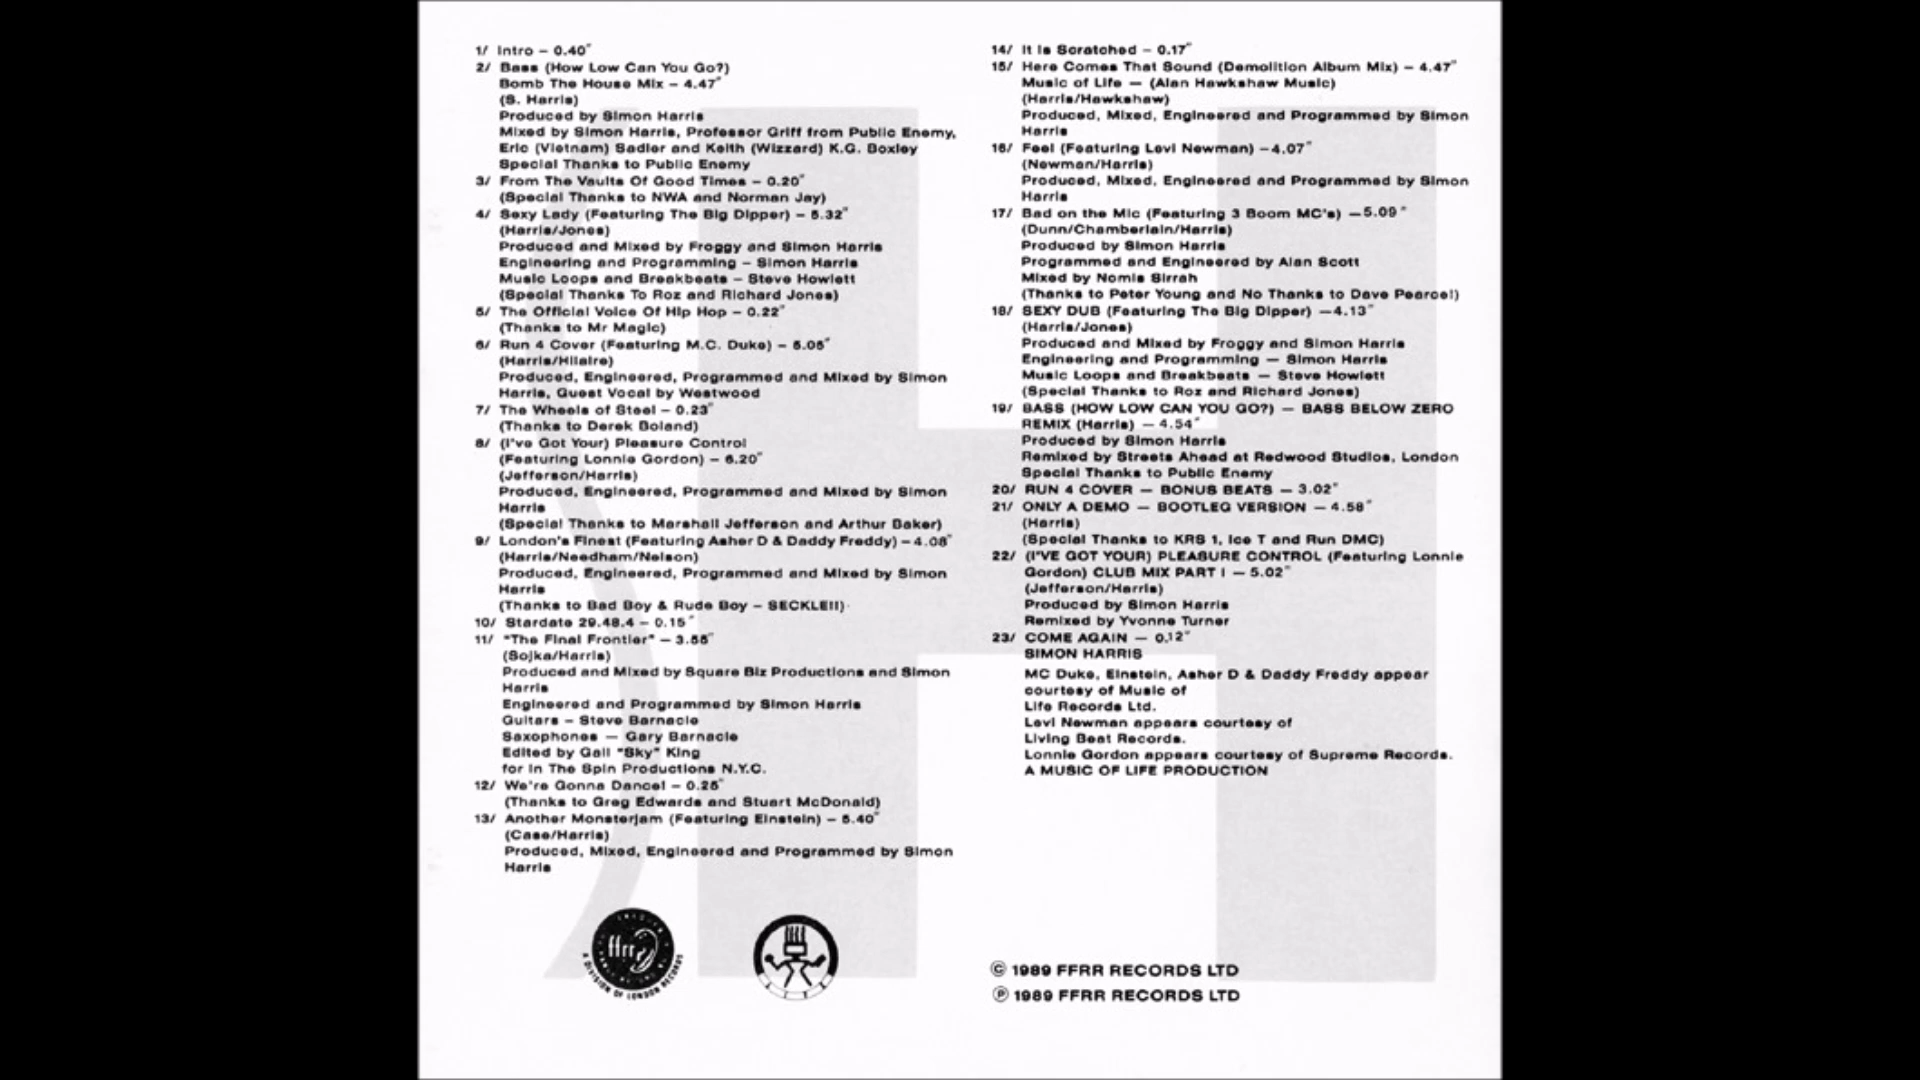 1/ Intro – 0.40"
2/ Bass (How Low Can You Go?)
Bomb The House Mix – 4.47"
(S. Harris)
Produced by Simon Harris
Mixed by Simon Harris, Professor Griff from Public Enemy,
Eric (Vietnam) Sadler and Keith (Wizzard) K.G. Boxley
Special Thanks to Public Enemy
3/ From The Vaults Of Good Times – 0.20"
(Special Thanks to NWA and Norman Jay)
4/ Sexy Lady (Featuring The Big Dipper) – 5.32"
(Harris/Jones)
Produced and Mixed by Froggy and Simon Harris
Engineering and Programming – Simon Harris
Music Loops and Breakbeats – Steve Howlett
(Special Thanks To Roz and Richard Jones)
5/ The Official Voice Of Hip Hop – 0.22"
(Thanks to Mr Magic)
6/ Run 4 Cover (Featuring M.C. Duke) – 5.05"
(Harris/Hilaire)
Produced, Engineered, Programmed and Mixed by Simon
Harris, Guest Vocal by Westwood
7/ The Wheels of Steel – 0.23"
(Thanks to Derek Boland)
8/ (I've Got Your) Pleasure Control
(Featuring Lonnie Gordon) – 6.20"
(Jefferson/Harris)
Produced, Engineered, Programmed and Mixed by Simon
Harris
(Special Thanks to Marshall Jefferson and Arthur Baker)
9/ London's Finest (Featuring Asher D & Daddy Freddy) – 4.08"
(Harris/Needham/Nelson)
Produced, Engineered, Programmed and Mixed by Simon
Harris
(Thanks to Bad Boy & Rude Boy – SECKLE!!)
10/ Stardate 29.48.4 – 0.15"
11/ "The Final Frontier" – 3.55"
(Sojka/Harris)
Produced and Mixed by Square Biz Productions and Simon
Harris
Engineered and Programmed by Simon Harris
Guitars – Steve Barnacle
Saxophones — Gary Barnacle
Edited by Gail "Sky" King
for In The Spin Productions N.Y.C.
12/ We're Gonna Dance! – 0.25"
(Thanks to Greg Edwards and Stuart McDonald)
13/ Another Monsterjam (Featuring Einstein) – 5.40"
(Case/Harris)
Produced, Mixed, Engineered and Programmed by Simon
Harris
14/ It Is Scratched – 0.17"
15/ Here Comes That Sound (Demolition Album Mix) – 4.47"
Music of Life — (Alan Hawkshaw Music)
(Harris/Hawkshaw)
Produced, Mixed, Engineered and Programmed by Simon
Harris
16/ Feel (Featuring Levi Newman) –4.07"
(Newman/Harris)
Produced, Mixed, Engineered and Programmed by Simon
Harris
17/ Bad on the Mic (Featuring 3 Boom MC's) —5.09"
(Dunn/Chamberlain/Harris)
Produced by Simon Harris
Programmed and Engineered by Alan Scott
Mixed by Nomis Sirrah
(Thanks to Peter Young and No Thanks to Dave Pearce!)
18/ SEXY DUB (Featuring The Big Dipper) —4.13"
(Harris/Jones)
Produced and Mixed by Froggy and Simon Harris
Engineering and Programming — Simon Harris
Music Loops and Breakbeats — Steve Howlett
(Special Thanks to Roz and Richard Jones)
19/ BASS (HOW LOW CAN YOU GO?) — BASS BELOW ZERO
REMIX (Harris) — 4.54"
Produced by Simon Harris
Remixed by Streets Ahead at Redwood Studios, London
Special Thanks to Public Enemy
20/ RUN 4 COVER — BONUS BEATS — 3.02"
21/ ONLY A DEMO — BOOTLEG VERSION — 4.58"
(Harris)
(Special Thanks to KRS 1, Ice T and Run DMC)
22/ (I'VE GOT YOUR) PLEASURE CONTROL (Featuring Lonnie
Gordon) CLUB MIX PART I — 5.02"
(Jefferson/Harris)
Produced by Simon Harris
Remixed by Yvonne Turner
23/ COME AGAIN — 0.12"
SIMON HARRIS
MC Duke, Einstein, Asher D & Daddy Freddy appear
courtesy of Music of
Life Records Ltd.
Levi Newman appears courtesy of
Living Beat Records.
Lonnie Gordon appears courtesy of Supreme Records.
A MUSIC OF LIFE PRODUCTION
ffrr
A DIVISION OF LONDON RECORDS
LIFE
© 1989 FFRR RECORDS LTD
℗ 1989 FFRR RECORDS LTD